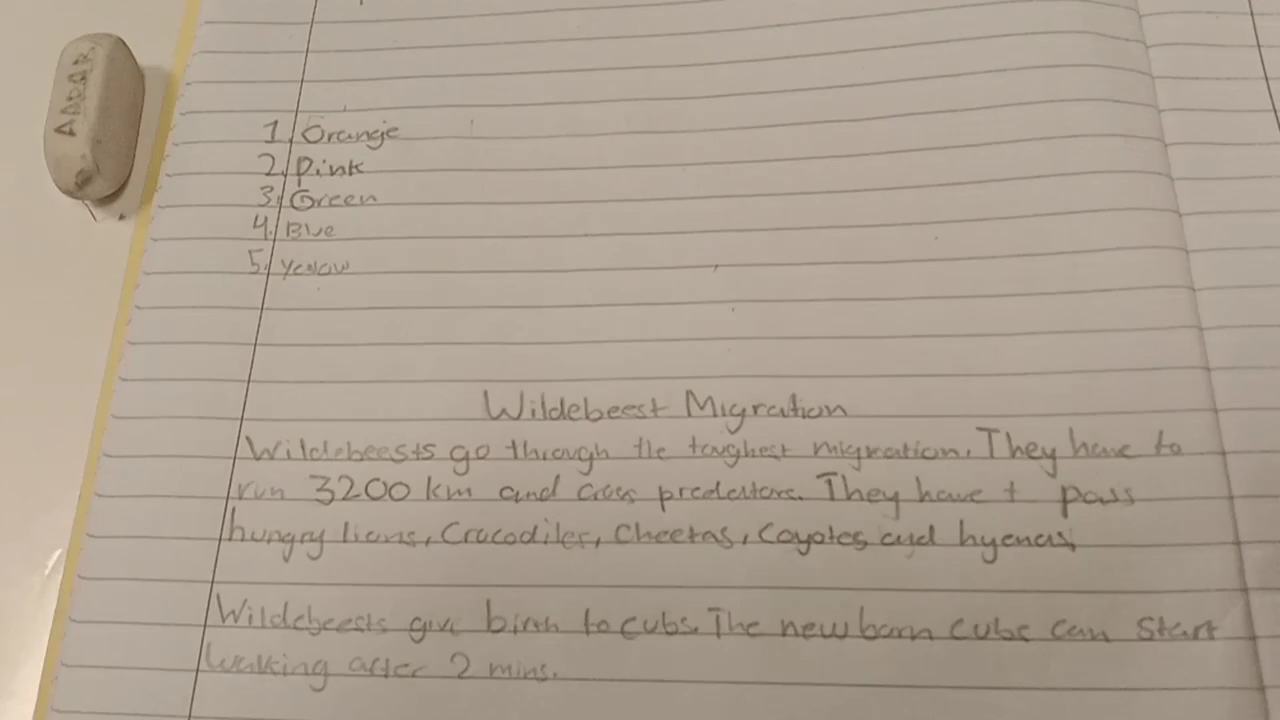 ADDAR
1. Orange
2. Pink
3. Green
4. Blue
5. Yellow
Wildebeest Migration
Wildebeests go through the toughest migration. They have to
run 3200 km and cross predators. They have t pass
hungry lions, Crocodiles, Cheetas, Coyotes and hyenas
Wildebeests give birth to cubs. The new born cubs can start
walking after 2 mins.